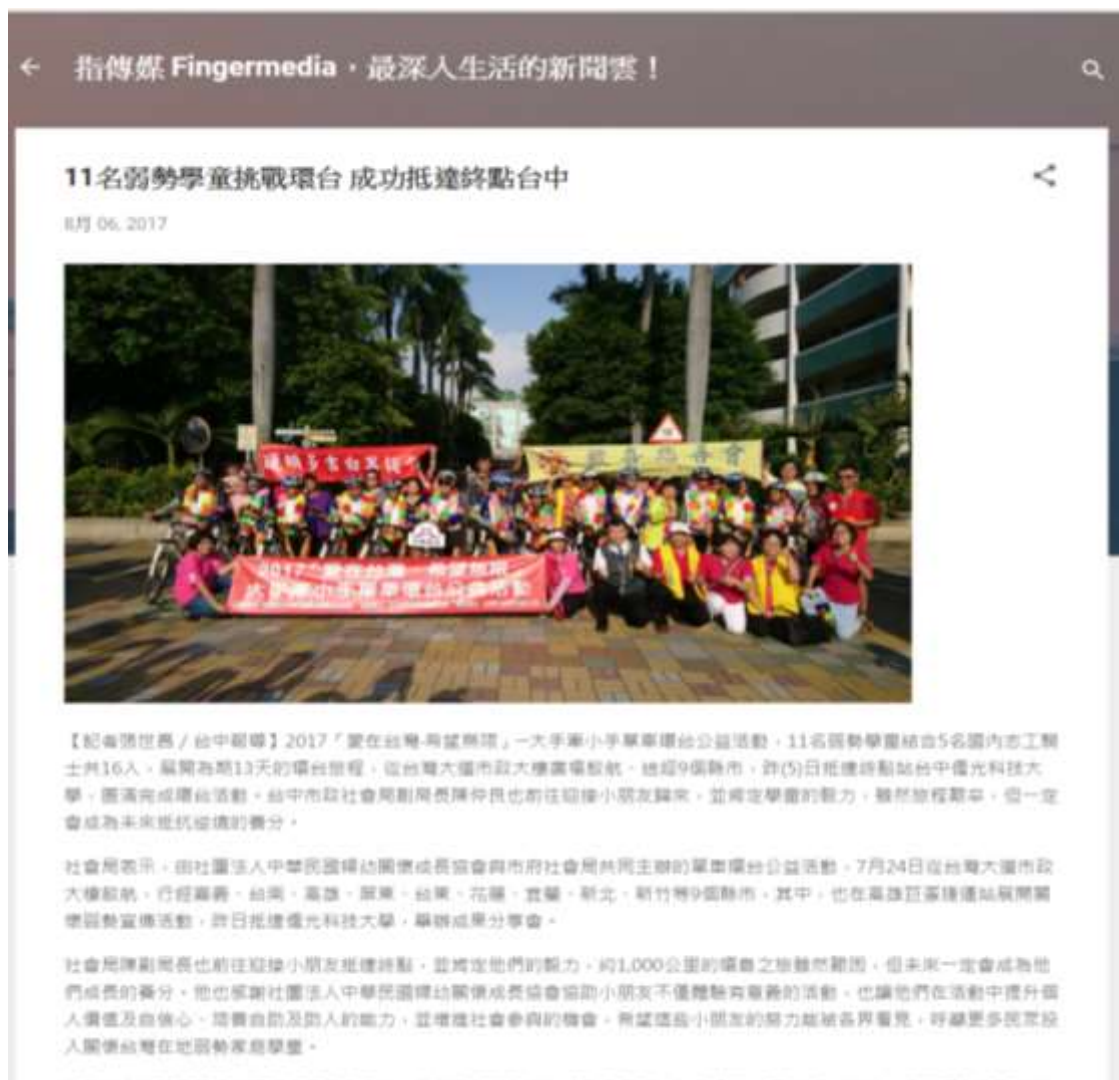 指傳媒 Fingermedia，最深入生活的新聞雲！
11名弱勢學童挑戰環台 成功抵達終點台中
8月 06, 2017
慈善會
2017「愛在台灣
【記者張世昌 / 台中報導】2017「愛在台灣-希望無限」—大手牽小手單車環台公益活動，11名弱勢學童結合5名國內志工騎
士共16人，展開為期13天的環台旅程，從台灣大道市政大樓廣場啟航，途經9個縣市，昨(5)日抵達終點站台中僑光科技大
學，圓滿完成環台活動。台中市政社會局副局長陳仲良也前往迎接小朋友歸來，並肯定學童的毅力，雖然旅程艱辛，但一定
會成為未來抵抗逆境的養分。
社會局表示，由社團法人中華民國婦幼關懷成長協會與市府社會局共同主辦的單車環台公益活動，7月24日從台灣大道市政
大樓啟航，行經嘉義、台南、高雄、屏東、台東、花蓮、宜蘭、新北、新竹等9個縣市，其中，也在高雄巨蛋捷運站展開關
懷弱勢宣傳活動，昨日抵達僑光科技大學，舉辦成果分享會。
社會局陳副局長也前往迎接小朋友抵達終點，並肯定他們的毅力，約1,000公里的環島之旅雖然艱困，但未來一定會成為他
們成長的養分。他也感謝社團法人中華民國婦幼關懷成長協會協助小朋友不僅體驗有意義的活動，也讓他們在活動中提升個
人價值及自信心、培養自助及助人的能力，並增進社會參與的機會，希望這些小朋友的努力能被各界看見，呼籲更多民眾投
入關懷台灣在地弱勢家庭學童。